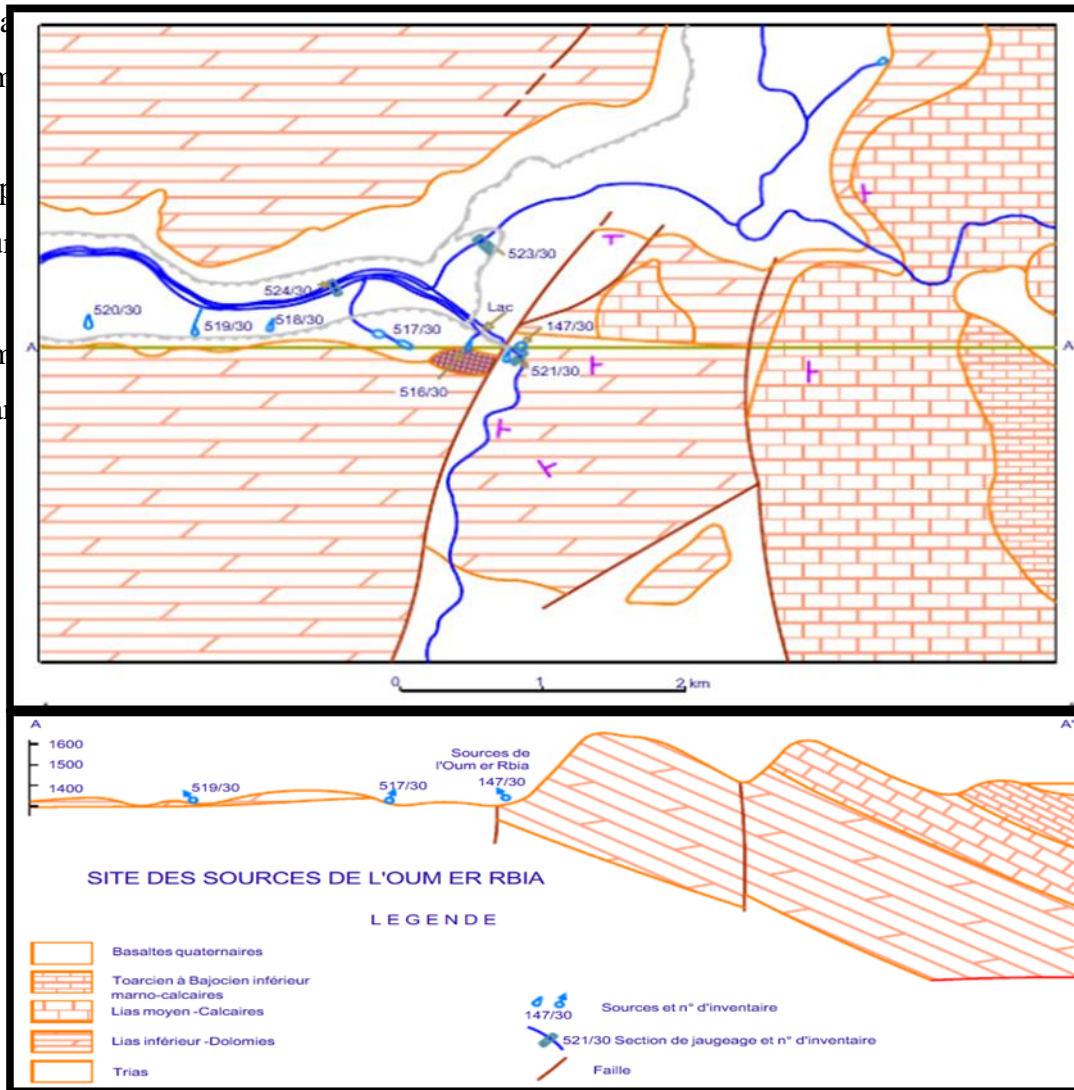 523/30
524/30
Lac
520/30
519/30
518/30
517/30
147/30
A
A'
521/30
516/30
0 1 2 km
A
A'
1600
1500
1400
519/30
517/30
Sources de
l'Oum er Rbia
147/30
SITE DES SOURCES DE L'OUM ER RBIA
LEGENDE
Basaltes quaternaires
Toarcien à Bajocien inférieur
marno-calcaires
Lias moyen -Calcaires
Lias inférieur -Dolomies
Trias
Sources et n° d'inventaire
147/30
521/30 Section de jaugeage et n° d'inventaire
Faille